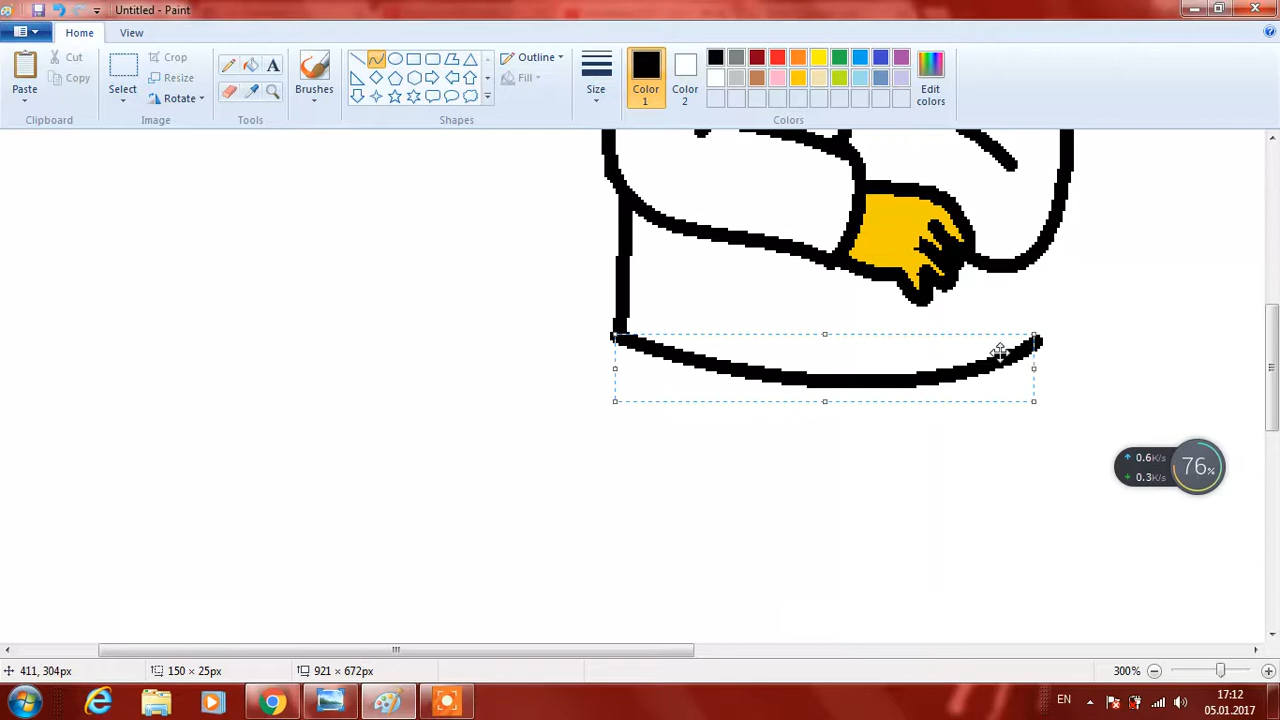 Untitled - Paint
Home
View
Paste
Cut
Copy
Clipboard
Select
Crop
Resize
Rotate
Image
Tools
Brushes
Shapes
Outline
Fill
Size
Color 1
Color 2
Edit colors
Colors
0.6K/s
0.3K/s
76%
411, 304px
150 × 25px
921 × 672px
300%
EN
17:12
05.01.2017